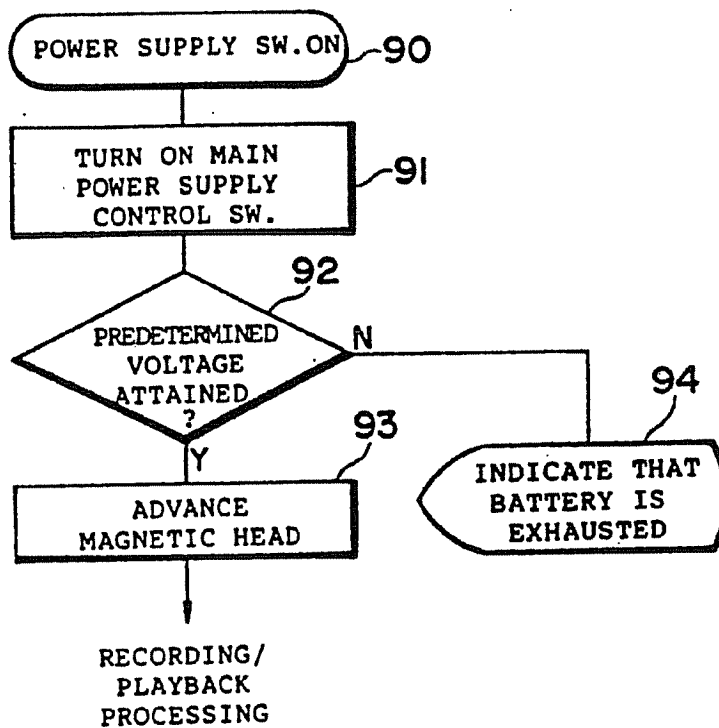 POWER SUPPLY SW.ON
90
TURN ON MAIN
POWER SUPPLY
CONTROL SW.
91
92
PREDETERMINED
VOLTAGE
ATTAINED
?
N
Y
93
ADVANCE
MAGNETIC HEAD
94
INDICATE THAT
BATTERY IS
EXHAUSTED
RECORDING/
PLAYBACK
PROCESSING